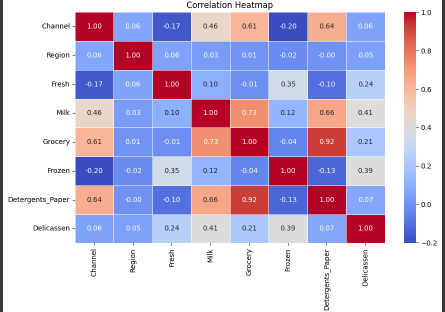 Correlation Heatmap
Channel 1.00 0.06 -0.17 0.46 0.61 -0.20 0.64 0.06
Region 0.06 1.00 0.06 0.03 0.01 -0.02 -0.00 0.05
Fresh -0.17 0.06 1.00 0.10 -0.01 0.35 -0.10 0.24
Milk 0.46 0.03 0.10 1.00 0.73 0.12 0.66 0.41
Grocery 0.61 0.01 -0.01 0.73 1.00 -0.04 0.92 0.21
Frozen -0.20 -0.02 0.35 0.12 -0.04 1.00 -0.13 0.39
Detergents_Paper 0.64 -0.00 -0.10 0.66 0.92 -0.13 1.00 0.07
Delicassen 0.06 0.05 0.24 0.41 0.21 0.39 0.07 1.00
Channel Region Fresh Milk Grocery Frozen Detergents_Paper Delicassen
1.0
0.8
0.6
0.4
0.2
0.0
−0.2